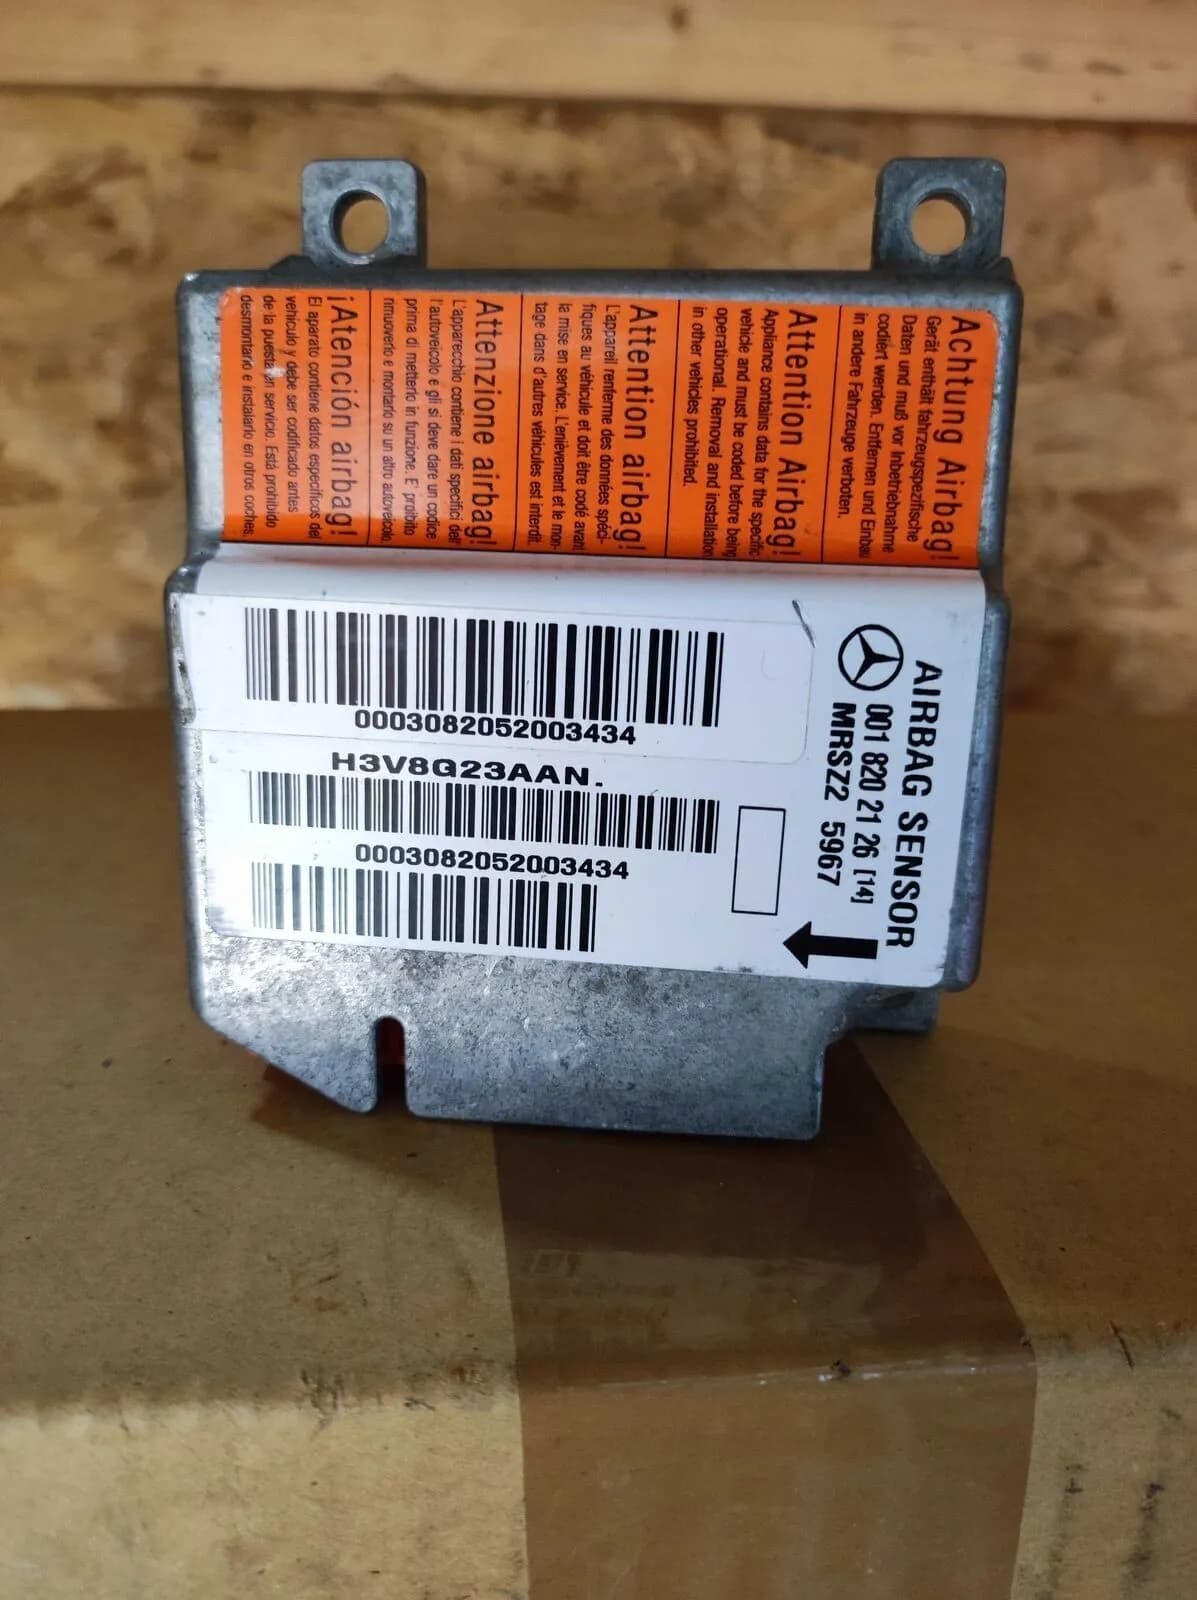 Achtung Airbag!
Gerät enthält fahrzeugspezifische
Daten und muß vor Inbetriebnahme
codiert werden. Entfernen und Einbau
in andere Fahrzeuge verboten.
Attention Airbag!
Appliance contains data for the specific
vehicle and must be coded before being
operational. Removal and installation
in other vehicles prohibited.
Attention airbag!
L'appareil renferme des données spéci-
fiques au véhicule et doit être codé avant
la mise en service. L'enlèvement et le mon-
tage dans d'autres véhicules est interdit.
Attenzione airbag!
L'apparecchio contiene i dati specifici dell'
l'autoveicolo e gli si deve dare un codice
prima di metterlo in funzione. E' proibito
rimuoverlo e montarlo su un altro autoveicolo.
¡Atención airbag!
El aparato contiene datos específicos del
vehículo y debe ser codificado antes
de la puesta en servicio. Está prohibido
desmontarlo e instalarlo en otros coches.
AIRBAG SENSOR
001 820 21 26 [14]
MRSZ2 5967
0003082052003434
H3V8G23AAN.
0003082052003434